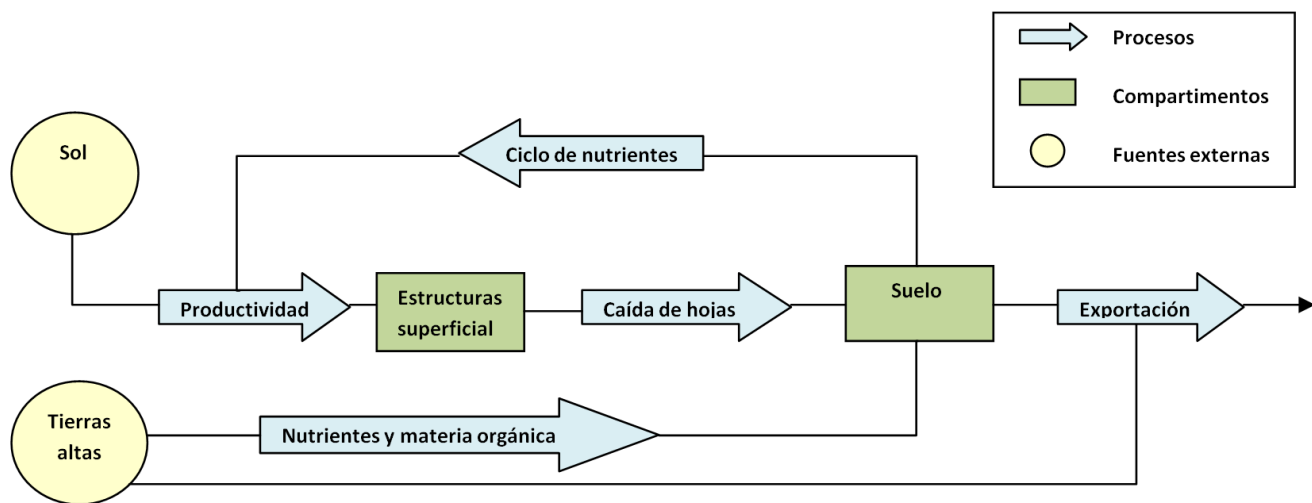 Procesos
Compartimentos
Fuentes externas
Sol
Ciclo de nutrientes
Productividad
Estructuras
superficial
Caída de hojas
Suelo
Exportación
Tierras
altas
Nutrientes y materia orgánica